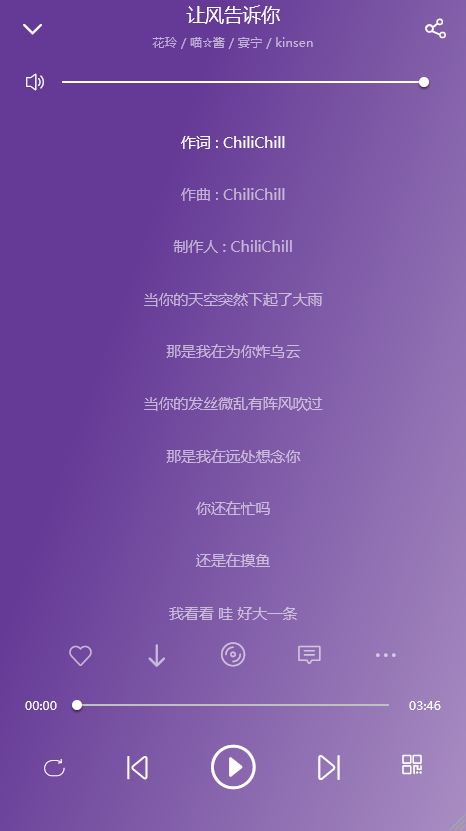 让风告诉你
花玲 / 喵☆酱 / 宴宁 / kinsen
作词 : ChiliChill
作曲 : ChiliChill
制作人 : ChiliChill
当你的天空突然下起了大雨
那是我在为你炸乌云
当你的发丝微乱有阵风吹过
那是我在远处想念你
你还在忙吗
还是在摸鱼
我看看 哇 好大一条
00:00 03:46